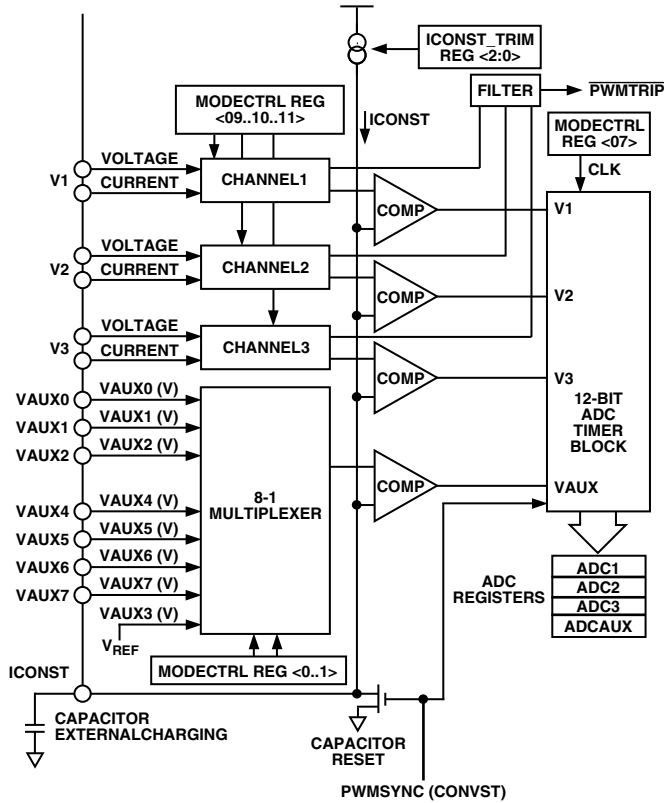 ICONST_TRIM
REG <2:0>
FILTER
PWMTRIP
MODECTRL REG
<09..10..11>
ICONST
MODECTRL
REG <07>
CLK
V1
VOLTAGE
CURRENT
CHANNEL1
COMP
V1
V2
VOLTAGE
CURRENT
CHANNEL2
COMP
V2
V3
VOLTAGE
CURRENT
CHANNEL3
COMP
V3
12-BIT
ADC
TIMER
BLOCK
VAUX0
VAUX0 (V)
VAUX1
VAUX1 (V)
VAUX2
VAUX2 (V)
8-1
MULTIPLEXER
COMP
VAUX
VAUX4
VAUX4 (V)
VAUX5
VAUX5 (V)
VAUX6
VAUX6 (V)
VAUX7
VAUX7 (V)
VAUX3 (V)
VREF
ADC
REGISTERS
ADC1
ADC2
ADC3
ADCAUX
MODECTRL REG <0..1>
ICONST
CAPACITOR
EXTERNALCHARGING
CAPACITOR
RESET
PWMSYNC (CONVST)